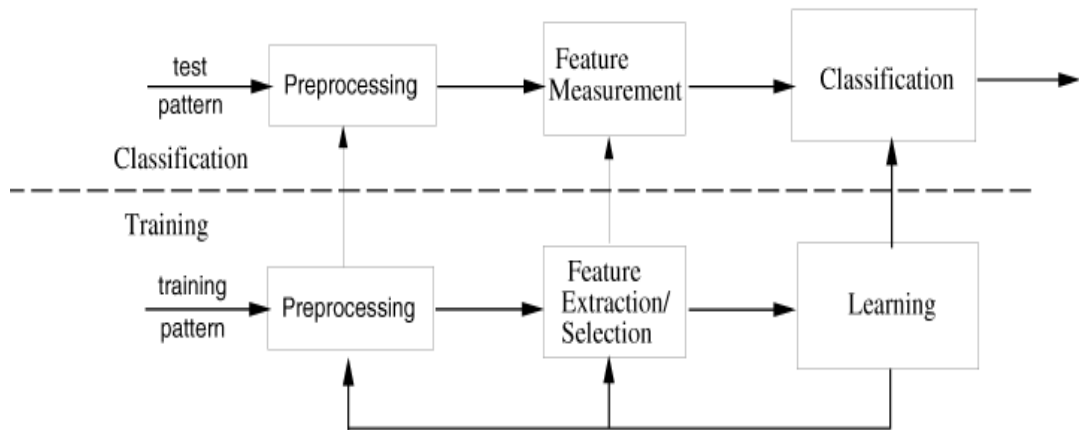 test
pattern
Preprocessing
Feature
Measurement
Classification
Classification
Training
training
pattern
Preprocessing
Feature
Extraction/
Selection
Learning